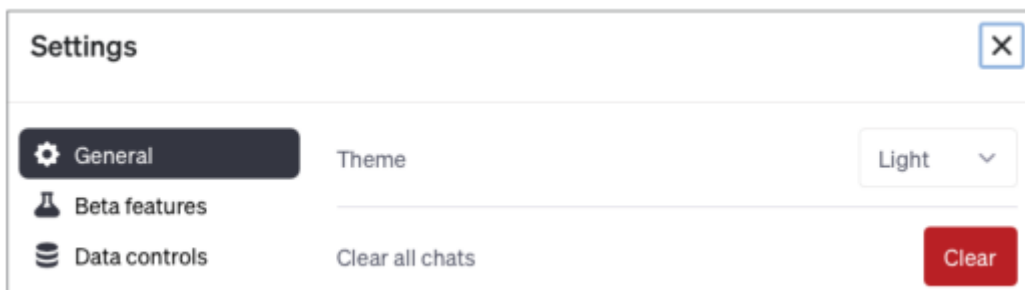 Settings
General
Theme
Light
Beta features
Data controls
Clear all chats
Clear